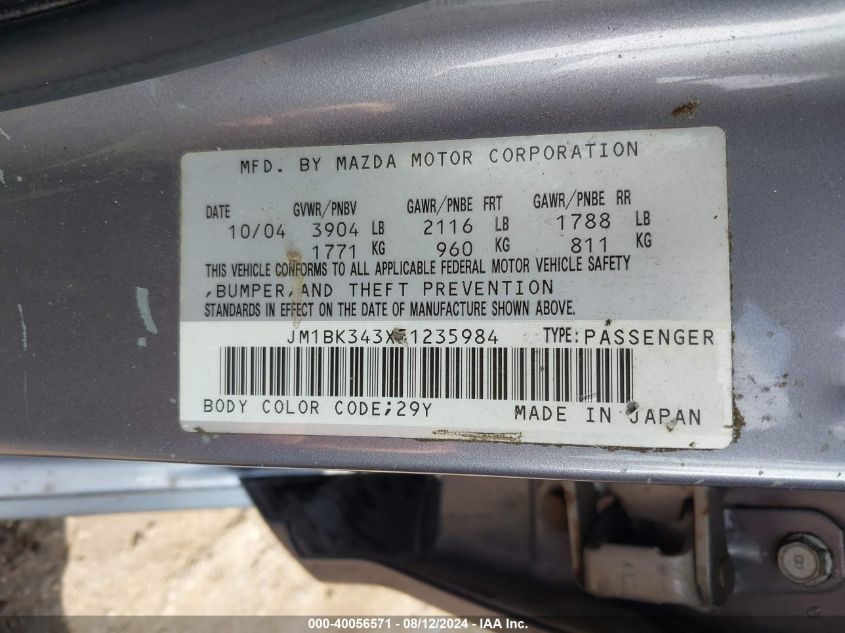 MFD. BY MAZDA MOTOR CORPORATION
DATE GVWR/PNBV GAWR/PNBE FRT GAWR/PNBE RR
10/04 3904 LB 2116 LB 1788 LB
1771 KG 960 KG 811 KG
THIS VEHICLE CONFORMS TO ALL APPLICABLE FEDERAL MOTOR VEHICLE SAFETY
,BUMPER,AND THEFT PREVENTION
STANDARDS IN EFFECT ON THE DATE OF MANUFACTURE SHOWN ABOVE.
JM1BK343X51235984 TYPE:PASSENGER
BODY COLOR CODE;29Y MADE IN JAPAN
8
000-40056571 - 08/12/2024 - IAA Inc.